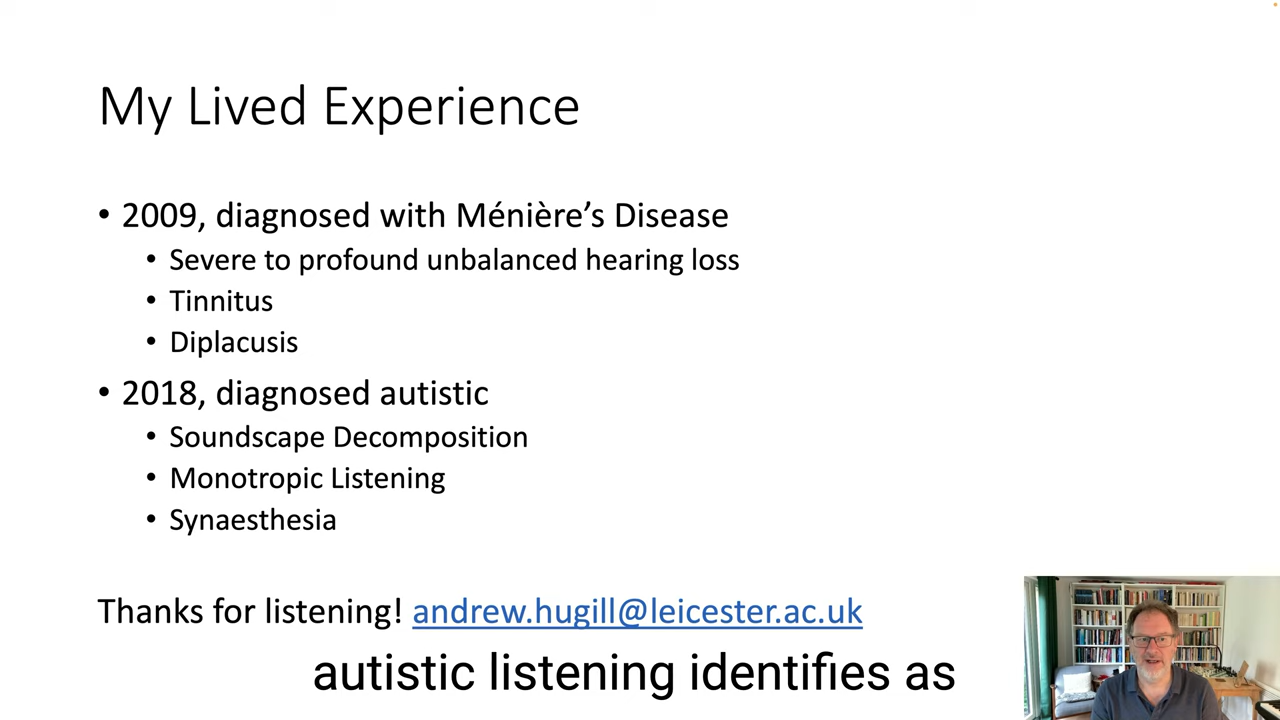 My Lived Experience
• 2009, diagnosed with Ménière’s Disease
• Severe to profound unbalanced hearing loss
• Tinnitus
• Diplacusis
• 2018, diagnosed autistic
• Soundscape Decomposition
• Monotropic Listening
• Synaesthesia
Thanks for listening! andrew.hugill@leicester.ac.uk
autistic listening identifies as